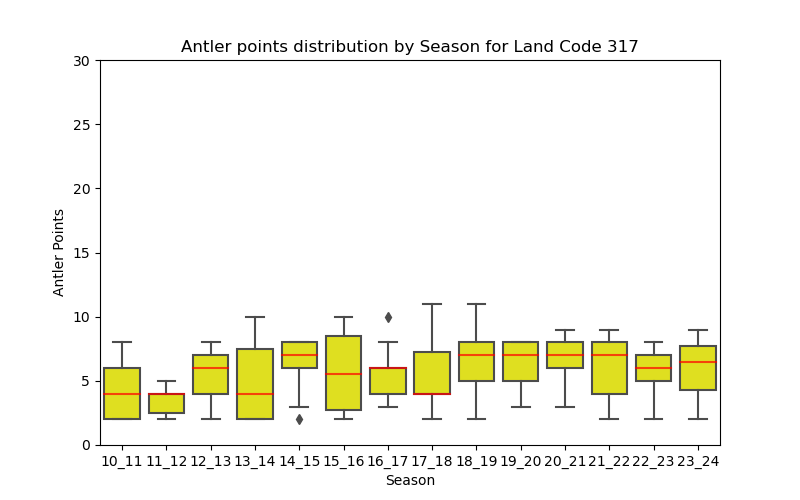 Antler points distribution by Season for Land Code 317
30
25
20
15
10
5
0
Antler Points
10_11 11_12 12_13 13_14 14_15 15_16 16_17 17_18 18_19 19_20 20_21 21_22 22_23 23_24
Season